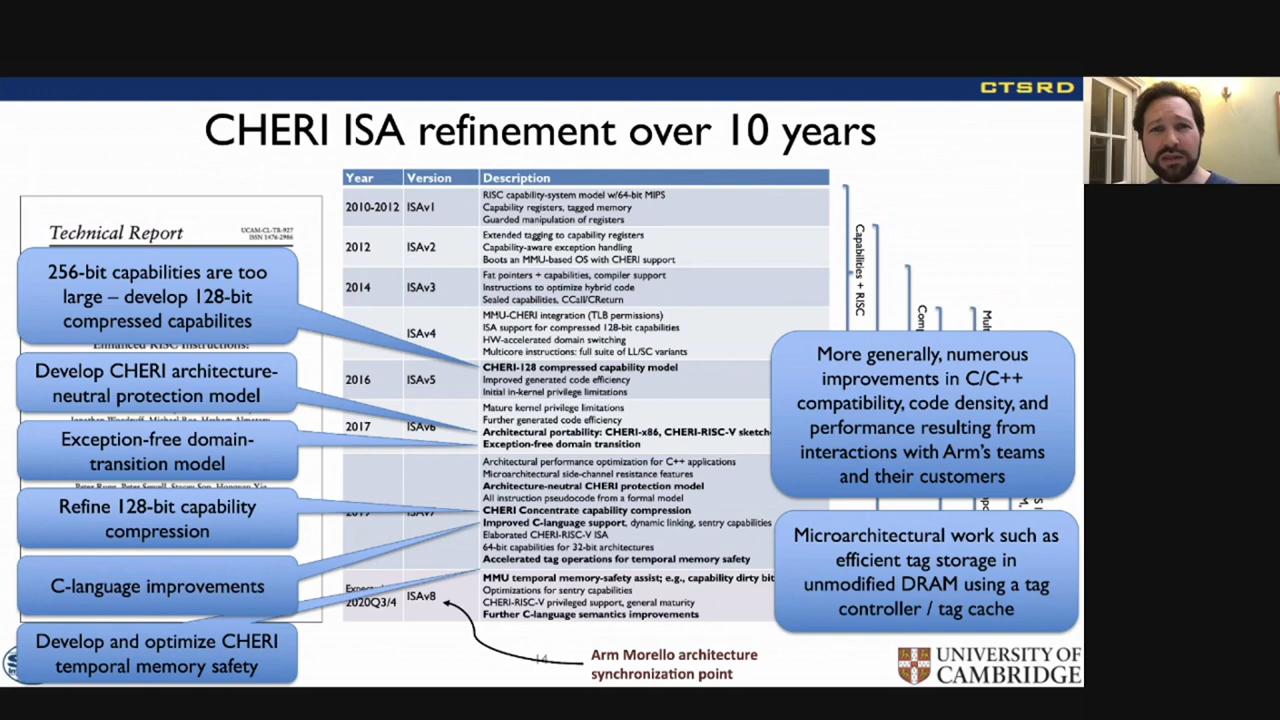 CTSRD
CHERI ISA refinement over 10 years
Technical Report
UCAM-CL-TR-927
ISSN 1476-2986
Enhanced RISC Instructions:
256-bit capabilities are too
large – develop 128-bit
compressed capabilites
Develop CHERI architecture-
neutral protection model
Exception-free domain-
transition model
Refine 128-bit capability
compression
C-language improvements
Develop and optimize CHERI
temporal memory safety
Year Version Description
2010-2012 ISAv1
RISC capability-system model w/64-bit MIPS
Capability registers, tagged memory
Guarded manipulation of registers
2012 ISAv2
Extended tagging to capability registers
Capability-aware exception handling
Boots an MMU-based OS with CHERI support
2014 ISAv3
Fat pointers + capabilities, compiler support
Instructions to optimize hybrid code
Sealed capabilities, CCall/CReturn
ISAv4
MMU-CHERI integration (TLB permissions)
ISA support for compressed 128-bit capabilities
HW-accelerated domain switching
Multicore instructions: full suite of LL/SC variants
2016 ISAv5
CHERI-128 compressed capability model
Improved generated code efficiency
Initial in-kernel privilege limitations
2017 ISAv6
Mature kernel privilege limitations
Further generated code efficiency
Architectural portability: CHERI-x86, CHERI-RISC-V sketch
Exception-free domain transition
2019 ISAv7
Architectural performance optimization for C++ applications
Microarchitectural side-channel resistance features
Architecture-neutral CHERI protection model
All instruction pseudocode from a formal model
CHERI Concentrate capability compression
Improved C-language support, dynamic linking, sentry capabilities
Elaborated CHERI-RISC-V ISA
64-bit capabilities for 32-bit architectures
Accelerated tag operations for temporal memory safety
2020Q3/4 ISAv8
MMU temporal memory-safety assist; e.g., capability dirty bit
Optimizations for sentry capabilities
CHERI-RISC-V privileged support, general maturity
Further C-language semantics improvements
Capabilities + RISC
More generally, numerous
improvements in C/C++
compatibility, code density, and
performance resulting from
interactions with Arm's teams
and their customers
Microarchitectural work such as
efficient tag storage in
unmodified DRAM using a tag
controller / tag cache
14
Arm Morello architecture
synchronization point
UNIVERSITY OF
CAMBRIDGE